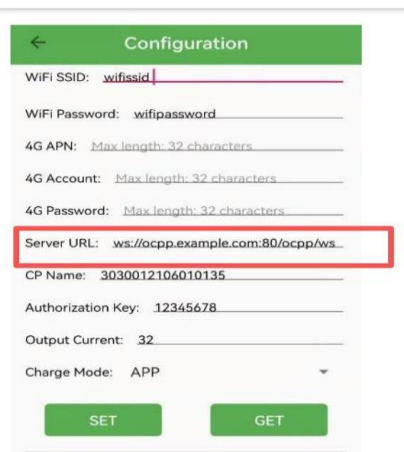 Configuration
WiFi SSID: wifissid
WiFi Password: wifipassword
4G APN: Max length: 32 characters
4G Account: Max length: 32 characters
4G Password: Max length: 32 characters
Server URL: ws://ocpp.example.com:80/ocpp/ws
CP Name: 3030012106010135
Authorization Key: 12345678
Output Current: 32
Charge Mode: APP
SET GET